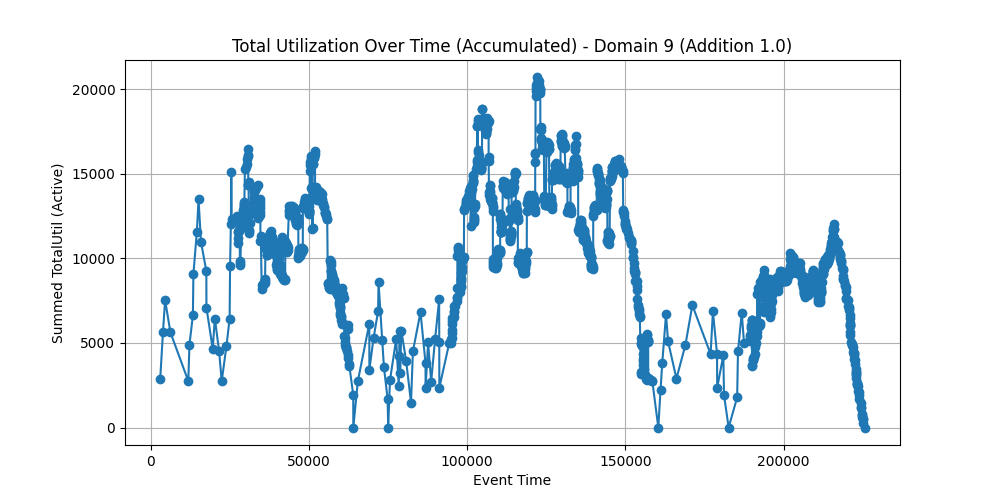 Total Utilization Over Time (Accumulated) - Domain 9 (Addition 1.0)
Summed TotalUtil (Active)
20000
15000
10000
5000
0
0 50000 100000 150000 200000
Event Time